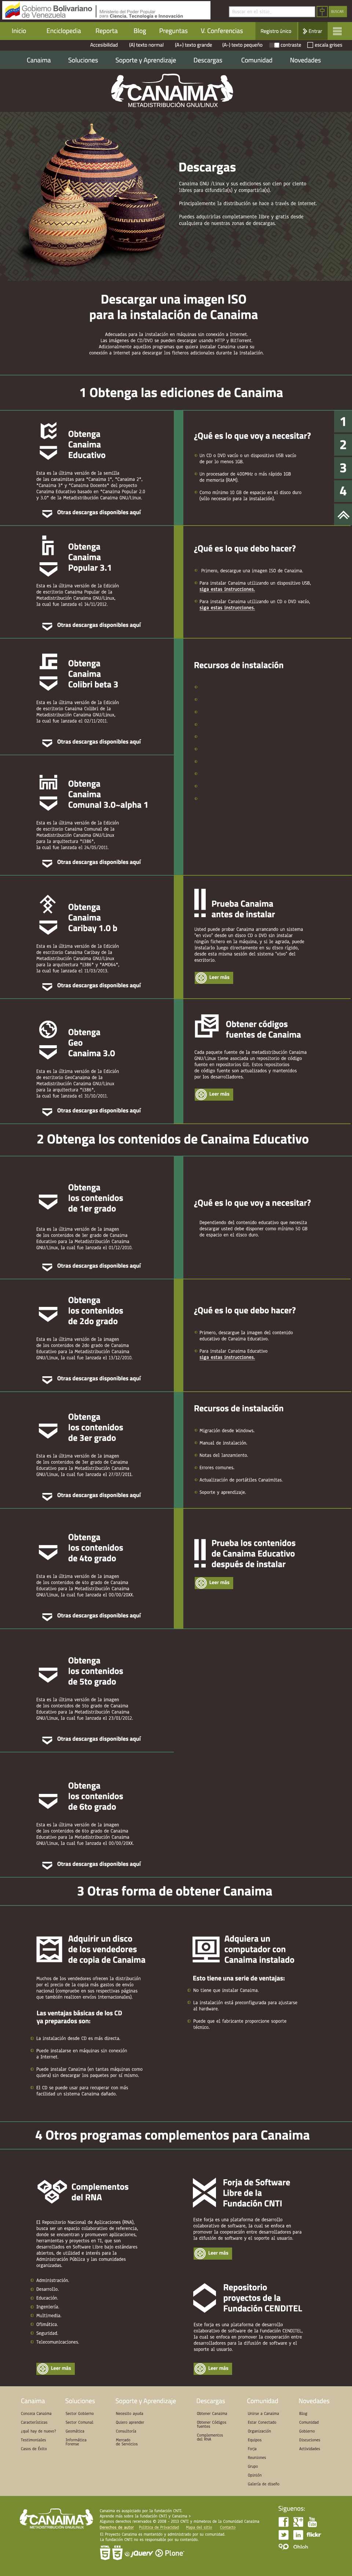 Gobierno Bolivariano de Venezuela
Ministerio del Poder Popular
para Ciencia, Tecnología e Innovación
Buscar en el sitio...
BUSCAR
Inicio Enciclopedia Reporta Blog Preguntas V. Conferencias Registro único Entrar
Accesibilidad (A) texto normal (A+) texto grande (A-) texto pequeño contraste escala grises
Canaima Soluciones Soporte y Aprendizaje Descargas Comunidad Novedades
CANAIMA
METADISTRIBUCIÓN GNU/LINUX
Descargas
Canaima GNU /Linux y sus ediciones son cien por ciento
libres para difundirla(s) y compartirla(s).
Principalmente la distribución se hace a través de Internet.
Puedes adquirirlas completamente libre y gratis desde
cualquiera de nuestras zonas de descargas.
Descargar una imagen ISO
para la instalación de Canaima
Adecuadas para la instalación en máquinas sin conexión a Internet.
Las imágenes de CD/DVD se pueden descargar usando HTTP y BitTorrent.
Adicionalmente aquellos programas que quiera instalar Canaima usara su
conexión a Internet para descargar los ficheros adicionales durante la instalación.
1 Obtenga las ediciones de Canaima
Obtenga
Canaima
Educativo
Esta es la última versión de la semilla
de las canaimitas para "Canaima 1", "Canaima 2",
"Canaima 3" y "Canaima Docente" del proyecto
Canaima Educativo basado en "Canaima Popular 2.0
y 3.0" de la Metadistribución Canaima GNU/Linux.
Otras descargas disponibles aquí
¿Qué es lo que voy a necesitar?
Un CD o DVD vacío o un dispositivo USB vacío
de por lo menos 1GB.
Un procesador de 400MHz o más rápido 1GB
de memoria (RAM).
Como mínimo 10 GB de espacio en el disco duro
(sólo necesario para la instalación).
1
2
3
4
Obtenga
Canaima
Popular 3.1
Esta es la última versión de la Edición
de escritorio Canaima Popular de la
Metadistribución Canaima GNU/Linux,
la cual fue lanzada el 14/11/2012.
Otras descargas disponibles aquí
¿Qué es lo que debo hacer?
Primero, descargue una imagen ISO de Canaima.
Para instalar Canaima utilizando un dispositivo USB,
siga estas instrucciones.
Para instalar Canaima utilizando un CD o DVD vacío,
siga estas instrucciones.
Obtenga
Canaima
Colibrí beta 3
Esta es la última versión de la Edición
de escritorio Canaima Colibrí de la
Metadistribución Canaima GNU/Linux,
la cual fue lanzada el 02/11/2011.
Otras descargas disponibles aquí
Recursos de instalación
Obtenga
Canaima
Comunal 3.0~alpha 1
Esta es la última versión de la Edición
de escritorio Canaima Comunal de la
Metadistribución Canaima GNU/Linux
para la arquitectura "i386",
la cual fue lanzada el 24/05/2011.
Otras descargas disponibles aquí
Obtenga
Canaima
Caribay 1.0 b
Esta es la última versión de la Edición
de escritorio Canaima Caribay de la
Metadistribución Canaima GNU/Linux
para la arquitectura "i386" y "AMD64",
la cual fue lanzada el 11/03/2013.
Otras descargas disponibles aquí
Prueba Canaima
antes de instalar
Usted puede probar Canaima arrancando un sistema
"en vivo" desde un disco CD o DVD sin instalar
ningún fichero en la máquina, y si le agrada, puede
instalarlo luego directamente en su disco rígido,
desde esta misma sesión del sistema "vivo" del
escritorio.
Leer más
Obtenga
Geo
Canaima 3.0
Esta es la última versión de la Edición
de escritorio GeoCanaima de la
Metadistribución Canaima GNU/Linux
para la arquitectura "i386",
la cual fue lanzada el 31/10/2011.
Otras descargas disponibles aquí
Obtener códigos
fuentes de Canaima
Cada paquete fuente de la metadistribución Canaima
GNU/Linux tiene asociada un repositorio de código
fuente en repositorios Git. Estos repositorios
de código fuente son actualizados y mantenidos
por los desarrolladores.
Leer más
2 Obtenga los contenidos de Canaima Educativo
Obtenga
los contenidos
de 1er grado
Esta es la última versión de la imagen
de los contenidos de 1er grado de Canaima
Educativo para la Metadistribución Canaima
GNU/Linux, la cual fue lanzada el 01/12/2010.
Otras descargas disponibles aquí
¿Qué es lo que voy a necesitar?
Dependiendo del contenido educativo que necesita
descargar usted debe disponer como mínimo 50 GB
de espacio en el disco duro.
Obtenga
los contenidos
de 2do grado
Esta es la última versión de la imagen
de los contenidos de 2do grado de Canaima
Educativo para la Metadistribución Canaima
GNU/Linux, la cual fue lanzada el 13/12/2010.
Otras descargas disponibles aquí
¿Qué es lo que debo hacer?
Primero, descargue la imagen del contenido
educativo de Canaima Educativo.
Para instalar Canaima Educativo
siga estas instrucciones.
Obtenga
los contenidos
de 3er grado
Esta es la última versión de la imagen
de los contenidos de 3er grado de Canaima
Educativo para la Metadistribución Canaima
GNU/Linux, la cual fue lanzada el 27/07/2011.
Otras descargas disponibles aquí
Recursos de instalación
Migración desde Windows.
Manual de instalación.
Notas del lanzamiento.
Errores comunes.
Actualización de portátiles Canaimitas.
Soporte y aprendizaje.
Obtenga
los contenidos
de 4to grado
Esta es la última versión de la imagen
de los contenidos de 4to grado de Canaima
Educativo para la Metadistribución Canaima
GNU/Linux, la cual fue lanzada el 00/00/20XX.
Otras descargas disponibles aquí
Prueba los contenidos
de Canaima Educativo
después de instalar
Leer más
Obtenga
los contenidos
de 5to grado
Esta es la última versión de la imagen
de los contenidos de 5to grado de Canaima
Educativo para la Metadistribución Canaima
GNU/Linux, la cual fue lanzada el 23/01/2012.
Otras descargas disponibles aquí
Obtenga
los contenidos
de 6to grado
Esta es la última versión de la imagen
de los contenidos de 6to grado de Canaima
Educativo para la Metadistribución Canaima
GNU/Linux, la cual fue lanzada el 00/00/20XX.
Otras descargas disponibles aquí
3 Otras forma de obtener Canaima
Adquirir un disco
de los vendedores
de copia de Canaima
Muchos de los vendedores ofrecen la distribución
por el precio de la copia más gastos de envío
nacional (compruebe en sus respectivas páginas
que también realicen envíos internacionales).
Las ventajas básicas de los CD
ya preparados son:
La instalación desde CD es más directa.
Puede instalarse en máquinas sin conexión
a Internet.
Puede instalar Canaima (en tantas máquinas como
quiera) sin descargar los paquetes por sí mismo.
El CD se puede usar para recuperar con más
facilidad un sistema Canaima dañado.
Adquiera un
computador con
Canaima instalado
Esto tiene una serie de ventajas:
No tiene que instalar Canaima.
La instalación está preconfigurada para ajustarse
al hardware.
Puede que el fabricante proporcione soporte
técnico.
4 Otros programas complementos para Canaima
Complementos
del RNA
El Repositorio Nacional de Aplicaciones (RNA),
busca ser un espacio colaborativo de referencia,
donde se encuentran y promueven aplicaciones,
herramientas y proyectos en TI, que son
desarrollados en Software Libre bajo estándares
abiertos, de utilidad e interés para la
Administración Pública y las comunidades
organizadas.
Administración.
Desarrollo.
Educación.
Ingeniería.
Multimedia.
Ofimática.
Seguridad.
Telecomunicaciones.
Leer más
Forja de Software
Libre de la
Fundación CNTI
Este forja es una plataforma de desarrollo
colaborativo de software, la cual se enfoca en
promover la cooperación entre desarrolladores para
la difusión de software y el soporte al usuario.
Leer más
Repositorio
proyectos de la
Fundación CENDITEL
Este forja es una plataforma de desarrollo
colaborativo de software de la Fundación CENDITEL,
la cual se enfoca en promover la cooperación entre
desarrolladores para la difusión de software y el
soporte al usuario.
Leer más
Canaima Soluciones Soporte y Aprendizaje Descargas Comunidad Novedades
Conozca Canaima
Características
¿qué hay de nuevo?
Testimoniales
Casos de Éxito
Sector Gobierno
Sector Comunal
Geomática
Informática
Forense
Necesito ayuda
Quiero aprender
Consultoría
Mercado
de Servicios
Obtener Canaima
Obtener Códigos
fuentes
Complementos
del RNA
Unirse a Canaima
Estar Conectado
Organización
Equipos
Forja
Reuniones
Grupo
Opinión
Galería de diseño
Blog
Comunidad
Gobierno
Discusiones
Actividades
CANAIMA
METADISTRIBUCIÓN GNU/LINUX
Canaima es auspiciado por la fundación CNTI.
Aprende más sobre la fundación CNTI y Canaima »
Algunos derechos reservados © 2008 - 2013 CNTI y miembros de la Comunidad Canaima
Derechos de autor Política de Privacidad Mapa del sitio Contacto
El Proyecto Canaima es mantenido y administrado por su comunidad.
La fundación CNTI no es responsable por su contenido.
jQuery Plone
Síguenos:
You
Tube
flickr
Ohloh